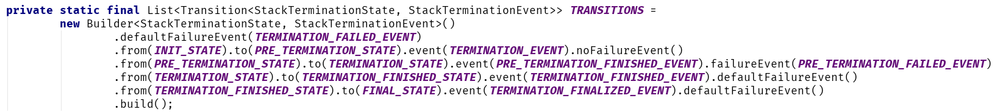 private static final List<Transition<StackTerminationState, StackTerminationEvent>> TRANSITIONS =
new Builder<StackTerminationState, StackTerminationEvent>()
.defaultFailureEvent(TERMINATION_FAILED_EVENT)
.from(INIT_STATE).to(PRE_TERMINATION_STATE).event(TERMINATION_EVENT).noFailureEvent()
.from(PRE_TERMINATION_STATE).to(TERMINATION_STATE).event(PRE_TERMINATION_FINISHED_EVENT).failureEvent(PRE_TERMINATION_FAILED_EVENT)
.from(TERMINATION_STATE).to(TERMINATION_FINISHED_STATE).event(TERMINATION_FINISHED_EVENT).defaultFailureEvent()
.from(TERMINATION_FINISHED_STATE).to(FINAL_STATE).event(TERMINATION_FINALIZED_EVENT).defaultFailureEvent()
.build();